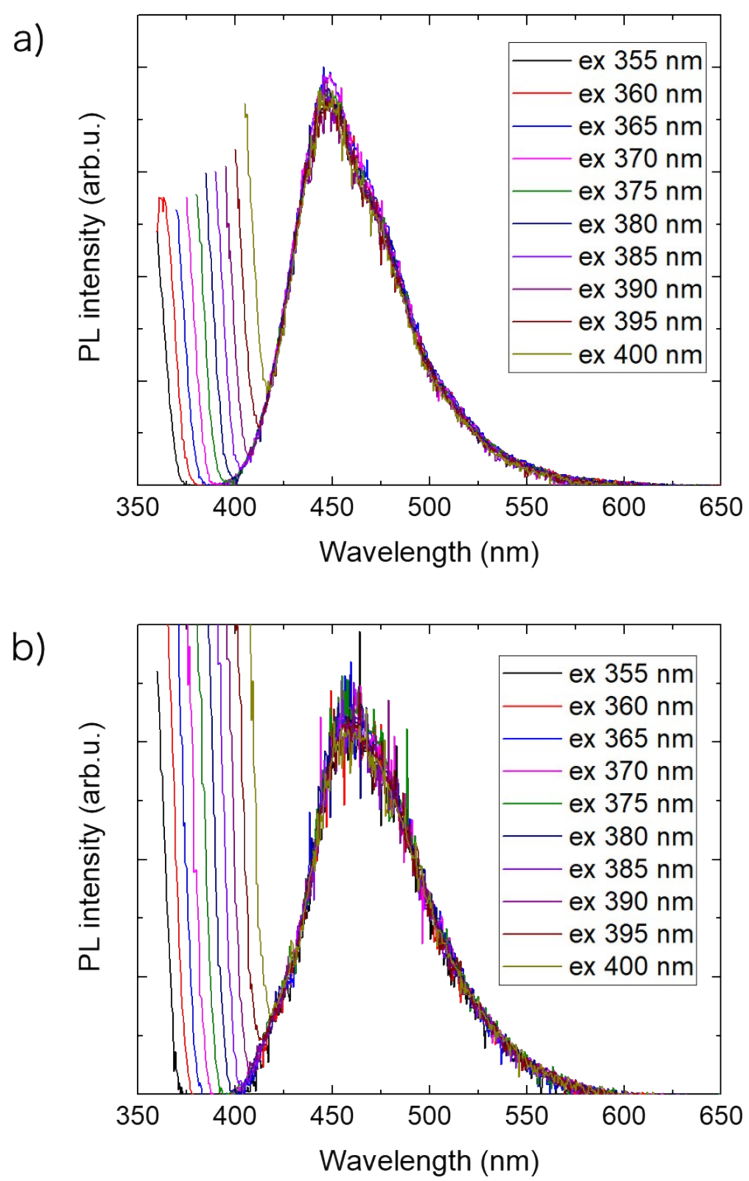 a)
PL intensity (arb.u.)
ex 355 nm
ex 360 nm
ex 365 nm
ex 370 nm
ex 375 nm
ex 380 nm
ex 385 nm
ex 390 nm
ex 395 nm
ex 400 nm
350 400 450 500 550 600 650
Wavelength (nm)
b)
PL intensity (arb.u.)
ex 355 nm
ex 360 nm
ex 365 nm
ex 370 nm
ex 375 nm
ex 380 nm
ex 385 nm
ex 390 nm
ex 395 nm
ex 400 nm
350 400 450 500 550 600 650
Wavelength (nm)